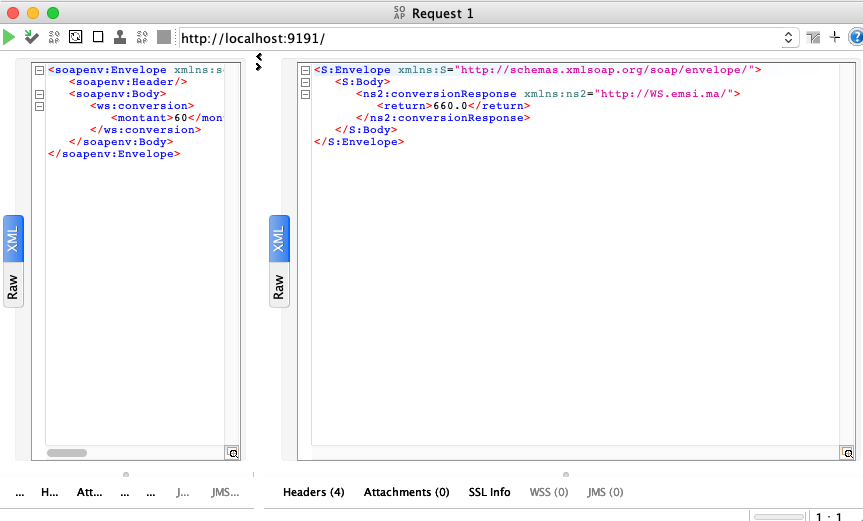 SO AP Request 1
http://localhost:9191/
<soapenv:Envelope xmlns:s
<soapenv:Header/>
<soapenv:Body>
<ws:conversion>
<montant>60</mon
</ws:conversion>
</soapenv:Body>
</soapenv:Envelope>
XML
Raw
<S:Envelope xmlns:S="http://schemas.xmlsoap.org/soap/envelope/">
<S:Body>
<ns2:conversionResponse xmlns:ns2="http://WS.emsi.ma/">
<return>660.0</return>
</ns2:conversionResponse>
</S:Body>
</S:Envelope>
XML
Raw
... H... Att... ... ... J... JMS...
Headers (4) Attachments (0) SSL Info WSS (0) JMS (0)
1 : 1